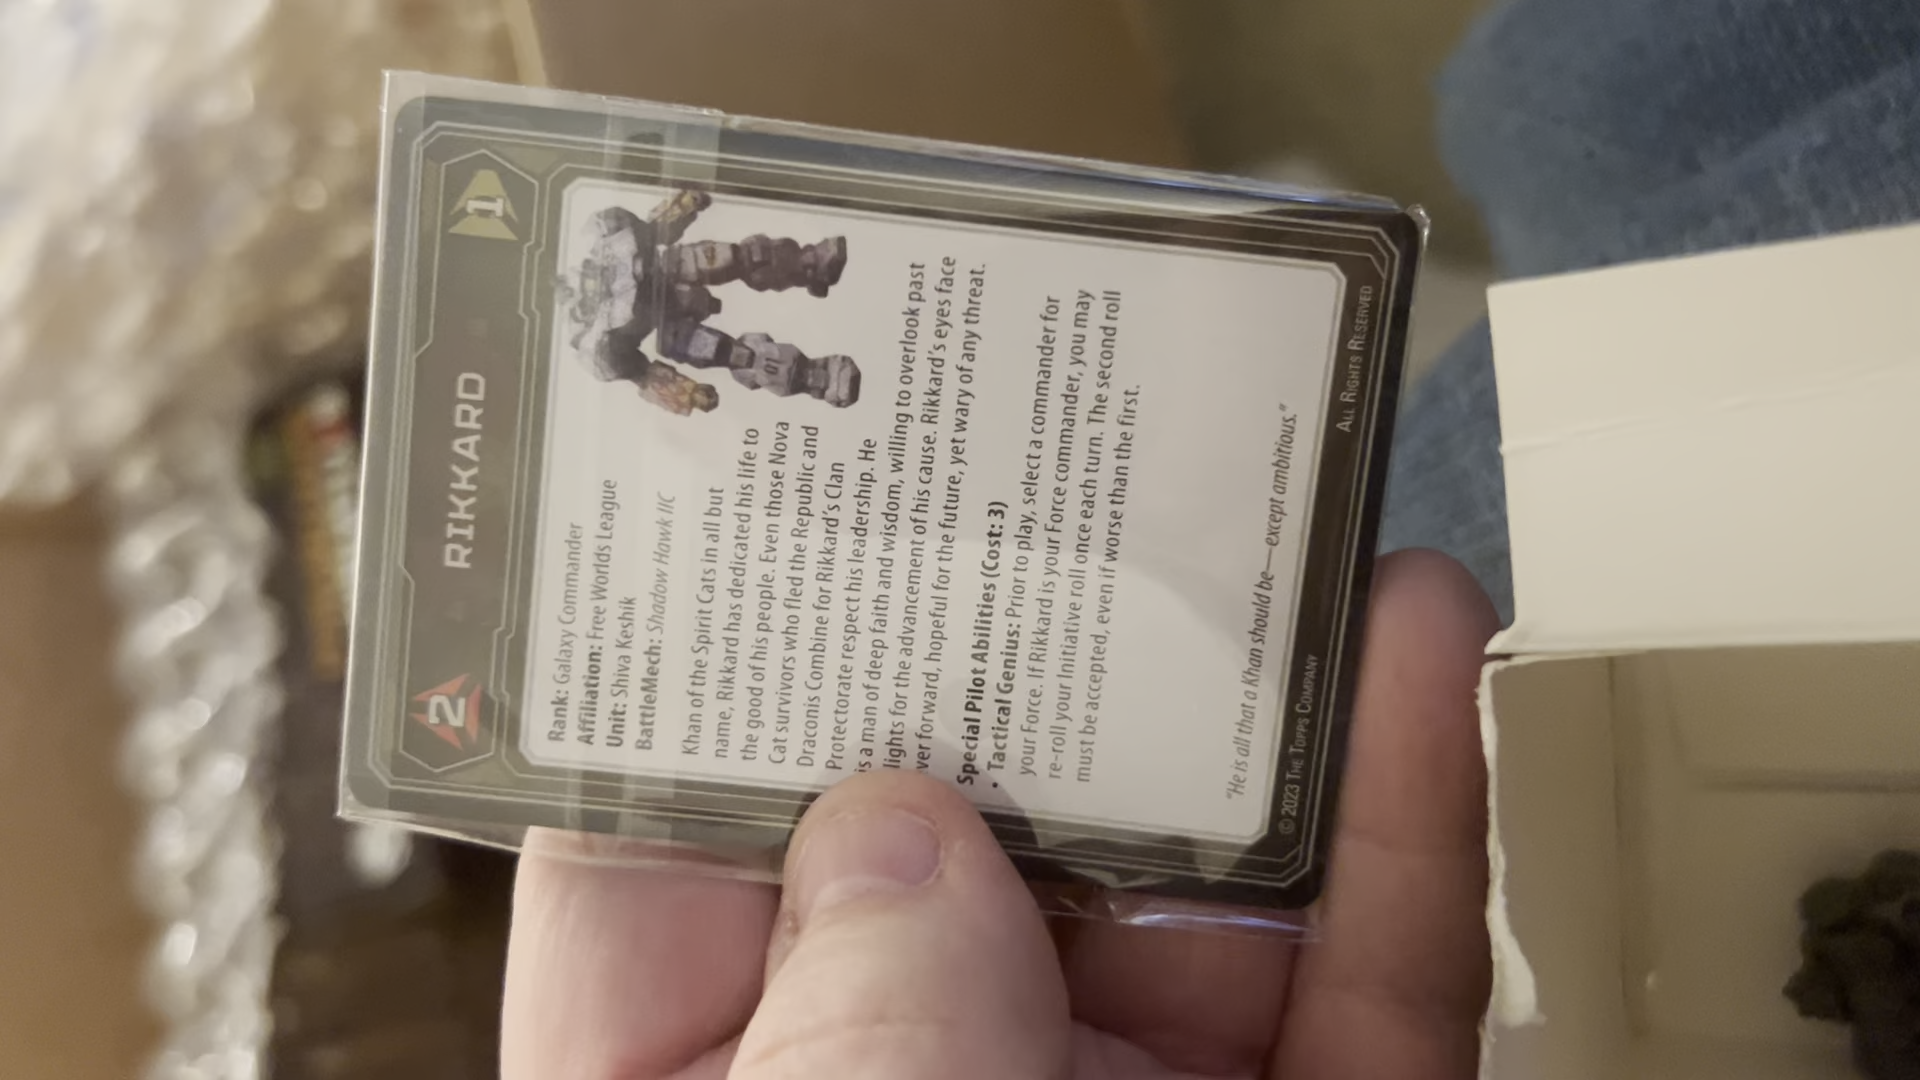 2 RIKKARD 1
Rank: Galaxy Commander
Affiliation: Free Worlds League
Unit: Shiva Keshik
BattleMech: Shadow Hawk IIC
Khan of the Spirit Cats in all but
name, Rikkard has dedicated his life to
the good of his people. Even those Nova
Cat survivors who fled the Republic and
Draconis Combine for Rikkard's Clan
Protectorate respect his leadership. He
is a man of deep faith and wisdom, willing to overlook past
lights for the advancement of his cause. Rikkard's eyes face
ver forward, hopeful for the future, yet wary of any threat.
Special Pilot Abilities (Cost: 3)
• Tactical Genius: Prior to play, select a commander for
your Force. If Rikkard is your Force commander, you may
re-roll your Initiative roll once each turn. The second roll
must be accepted, even if worse than the first.
"He is all that a Khan should be—except ambitious."
©2023 THE TOPPS COMPANY ALL RIGHTS RESERVED
01